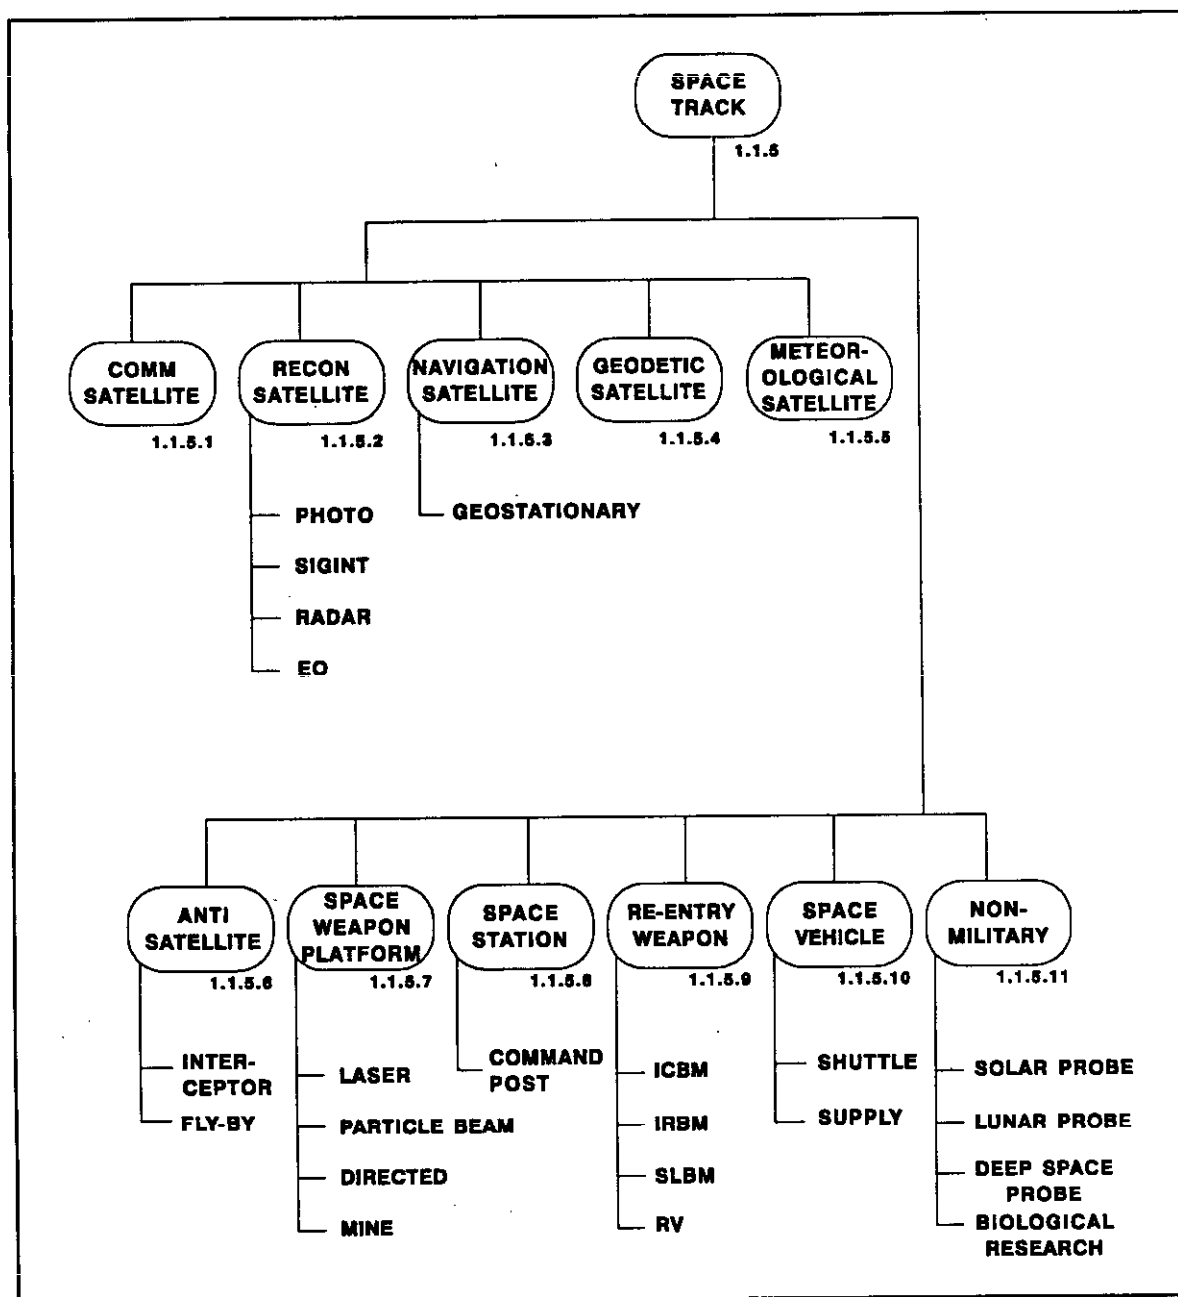 SPACE
TRACK
1.1.5
COMM
SATELLITE
1.1.5.1
RECON
SATELLITE
1.1.5.2
NAVIGATION
SATELLITE
1.1.5.3
GEODETIC
SATELLITE
1.1.5.4
METEOR-
OLOGICAL
SATELLITE
1.1.5.5
PHOTO
SIGINT
RADAR
EO
GEOSTATIONARY
ANTI
SATELLITE
1.1.5.6
SPACE
WEAPON
PLATFORM
1.1.5.7
SPACE
STATION
1.1.5.8
RE-ENTRY
WEAPON
1.1.5.9
SPACE
VEHICLE
1.1.5.10
NON-
MILITARY
1.1.5.11
INTER-
CEPTOR
FLY-BY
LASER
PARTICLE BEAM
DIRECTED
MINE
COMMAND
POST
ICBM
IRBM
SLBM
RV
SHUTTLE
SUPPLY
SOLAR PROBE
LUNAR PROBE
DEEP SPACE
PROBE
BIOLOGICAL
RESEARCH